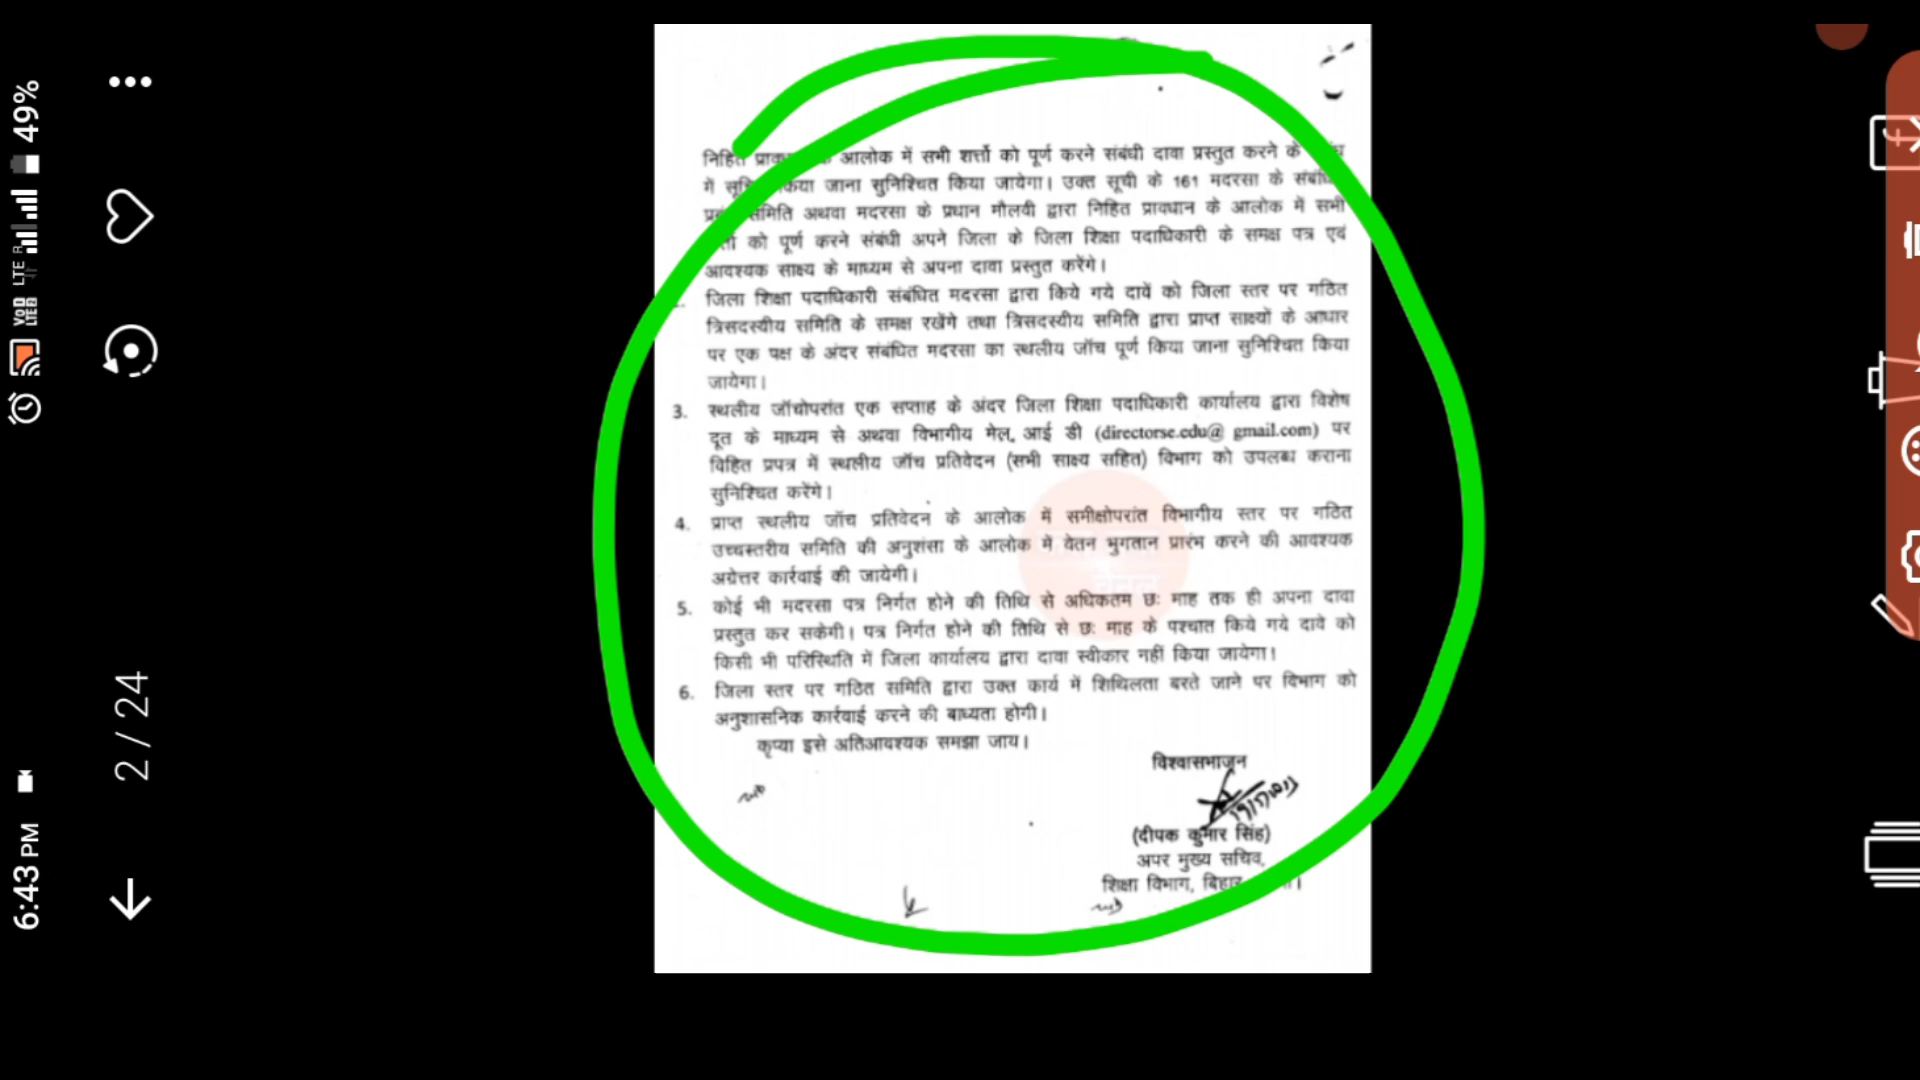 निहित आलोक में सभी शर्त्तो को पूर्ण करने संबंधी दावा प्रस्तुत करने के
में किया जाना सुनिश्चित किया जायेगा। उक्त सूची के 161 मदरसा के
समिति अथवा मदरसा के प्रधान मौलवी द्वारा निहित प्रावधान के आलोक में सभी
को पूर्ण करने संबंधी अपने जिला के जिला शिक्षा पदाधिकारी के समक्ष पत्र एवं
आवश्यक साक्ष्य के माध्यम से अपना दावा प्रस्तुत करेंगे।
जिला शिक्षा पदाधिकारी संबंधित मदरसा द्वारा किये गये दावें को जिला स्तर पर गठित
त्रिसदस्यीय समिति के समक्ष रखेंगे तथा त्रिसदस्यीय समिति द्वारा प्राप्त साक्ष्यों के आधार
पर एक पक्ष के अंदर संबंधित मदरसा का स्थलीय जॉच पूर्ण किया जाना सुनिश्चित किया
जायेगा।
3. स्थलीय जॉचोपरांत एक सप्ताह के अंदर जिला शिक्षा पदाधिकारी कार्यालय द्वारा विशेष
दूत के माध्यम से अथवा विभागीय मेल, आई डी (directorse.edu@ gmail.com) पर
विहित प्रपत्र में स्थलीय जॉच प्रतिवेदन (सभी साक्ष्य सहित) विभाग को उपलब्ध कराना
सुनिश्चित करेंगे।
4. प्राप्त स्थलीय जॉच प्रतिवेदन के आलोक में समीक्षोपरांत विभागीय स्तर पर गठित
उच्चस्तरीय समिति की अनुशंसा के आलोक में वेतन भुगतान प्रारंभ करने की आवश्यक
अग्रेत्तर कार्रवाई की जायेगी।
5. कोई भी मदरसा पत्र निर्गत होने की तिथि से अधिकतम छः माह तक ही अपना दावा
प्रस्तुत कर सकेगी। पत्र निर्गत होने की तिथि से छः माह के पश्चात किये गये दावे को
किसी भी परिस्थिति में जिला कार्यालय द्वारा दावा स्वीकार नहीं किया जायेगा।
6. जिला स्तर पर गठित समिति द्वारा उक्त कार्य में शिथिलता बरते जाने पर विभाग को
अनुशासनिक कार्रवाई करने की बाध्यता होगी।
कृप्या इसे अतिआवश्यक समझा जाय।
विश्वासभाजन
(दीपक कुमार सिंह)
अपर मुख्य सचिव,
शिक्षा विभाग, बिहार
6:43 PM
LTE R
49%
2 / 24